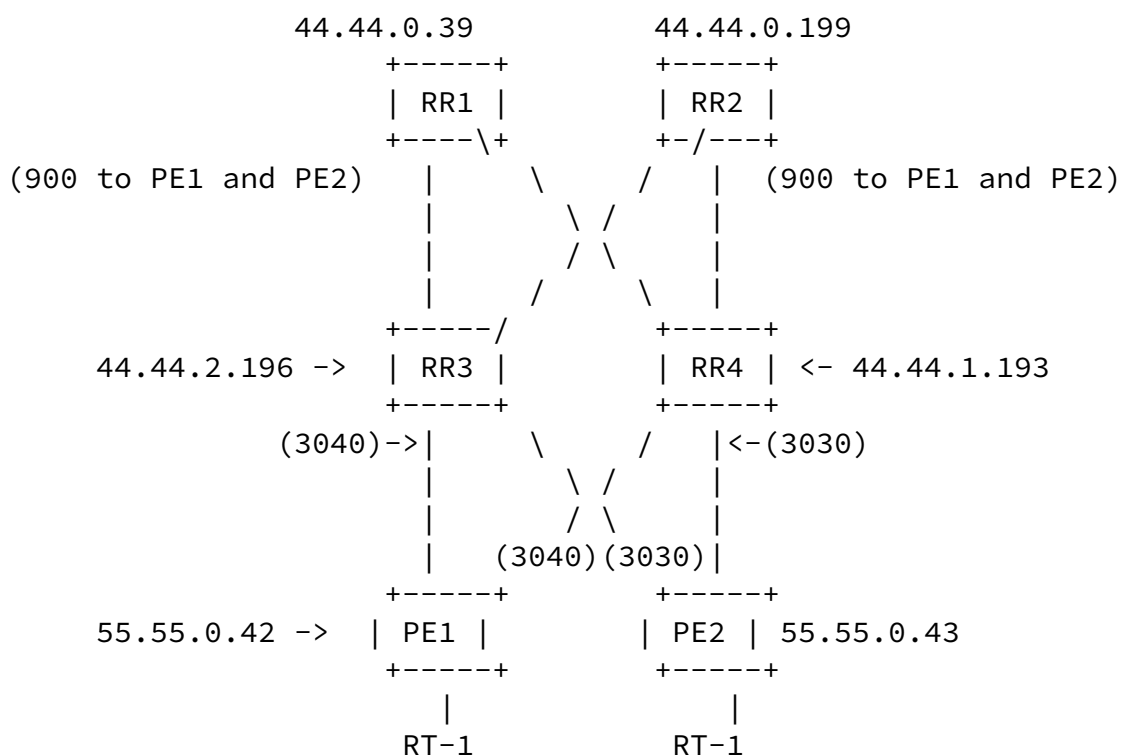 44.44.0.39 44.44.0.199
RR1 RR2
(900 to PE1 and PE2) (900 to PE1 and PE2)
44.44.2.196 -> RR3 RR4 <- 44.44.1.193
(3040)-> <-(3030)
(3040)(3030)
55.55.0.42 -> PE1 PE2 55.55.0.43
RT-1 RT-1